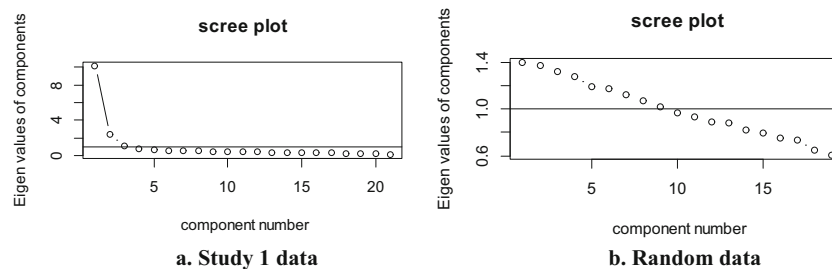 scree plot
Eigen values of components
8
4
0
5
10
15
20
component number
a. Study 1 data
scree plot
Eigen values of components
1.4
1.0
0.6
5
10
15
component number
b. Random data